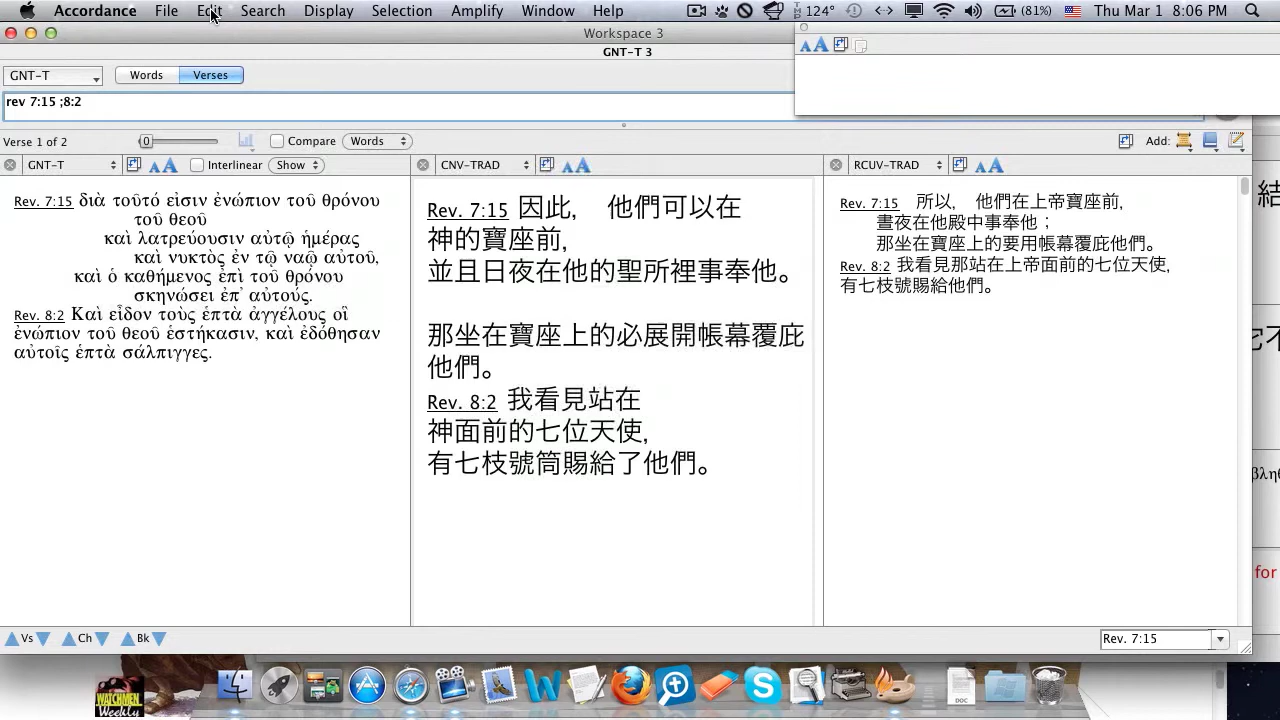 Accordance File Edit Search Display Selection Amplify Window Help 124° (81%) Thu Mar 1 8:06 PM
Workspace 3
GNT-T 3
GNT-T Words Verses
rev 7:15 ;8:2
Verse 1 of 2 0 Compare Words Add:
GNT-T Interlinear Show CNV-TRAD RCUV-TRAD
Rev. 7:15 διὰ τοῦτό εἰσιν ἐνώπιον τοῦ θρόνου
τοῦ θεοῦ
καὶ λατρεύουσιν αὐτῷ ἡμέρας
καὶ νυκτὸς ἐν τῷ ναῷ αὐτοῦ,
καὶ ὁ καθήμενος ἐπὶ τοῦ θρόνου
σκηνώσει ἐπ’ αὐτούς.
Rev. 8:2 Καὶ εἶδον τοὺς ἑπτὰ ἀγγέλους οἳ
ἐνώπιον τοῦ θεοῦ ἑστήκασιν, καὶ ἐδόθησαν
αὐτοῖς ἑπτὰ σάλπιγγες.
Rev. 7:15 因此, 他們可以在
神的寶座前,
並且日夜在他的聖所裡事奉他。
那坐在寶座上的必展開帳幕覆庇
他們。
Rev. 8:2 我看見站在
神面前的七位天使,
有七枝號筒賜給了他們。
Rev. 7:15 所以, 他們在上帝寶座前,
晝夜在他殿中事奉他；
那坐在寶座上的要用帳幕覆庇他們。
Rev. 8:2 我看見那站在上帝面前的七位天使,
有七枝號賜給他們。
結
βληθ
for
Vs Ch Bk Rev. 7:15
WATCHMEN
Weekly
DOC